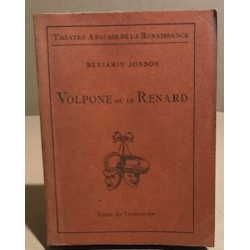 THÉATRE ANGLAIS DE LA RENAISSANCE
BENJAMIN JONSON
VOLPONE OU LE RENARD
TEXTE ET TRADUCTION